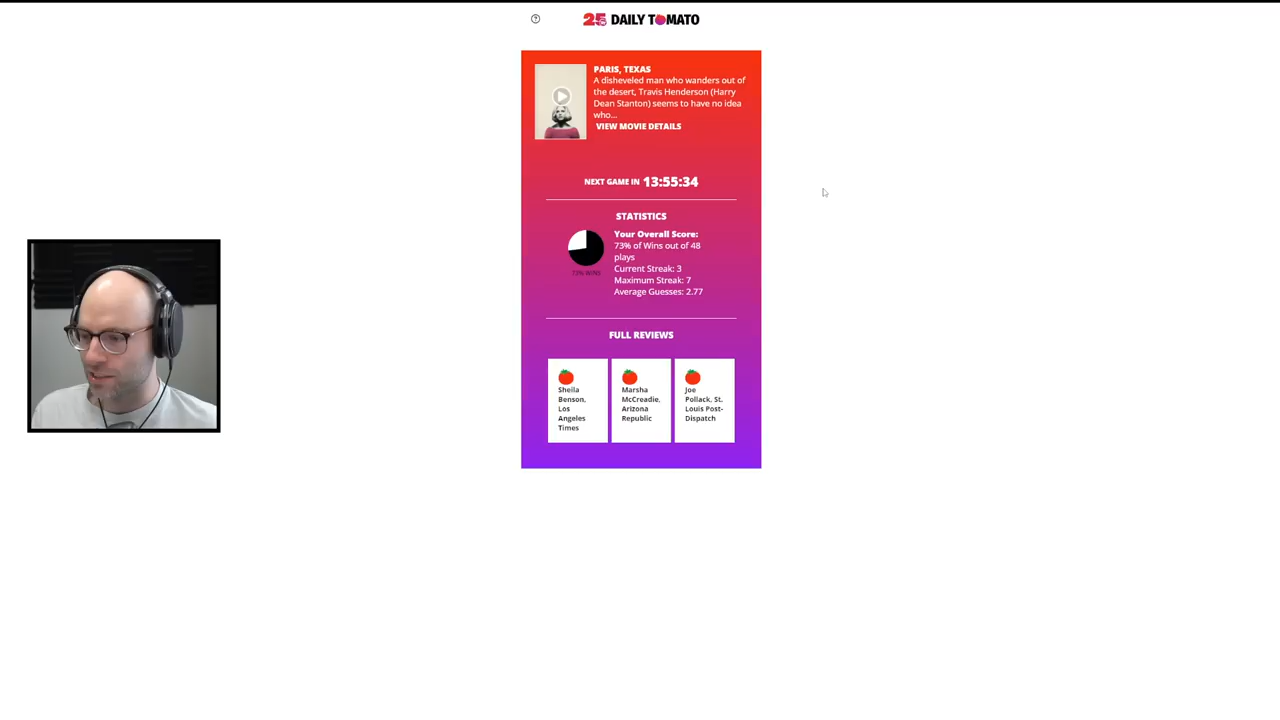 25 DAILY TOMATO
PARIS, TEXAS
A disheveled man who wanders out of
the desert, Travis Henderson (Harry
Dean Stanton) seems to have no idea
who...
VIEW MOVIE DETAILS
NEXT GAME IN 13:55:34
STATISTICS
Your Overall Score:
73% of Wins out of 48
plays
Current Streak: 3
Maximum Streak: 7
Average Guesses: 2.77
73% WINS
FULL REVIEWS
Sheila
Benson,
Los
Angeles
Times
Marsha
McCreadie,
Arizona
Republic
Joe
Pollack, St.
Louis Post-
Dispatch